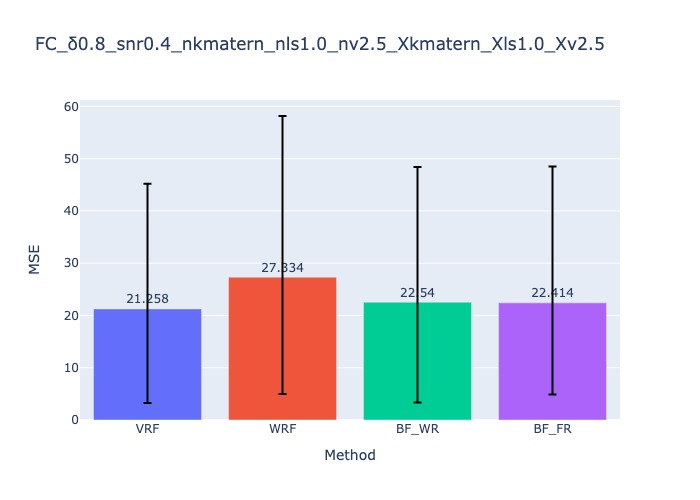 FC_δ0.8_snr0.4_nkmatern_nls1.0_nv2.5_Xkmatern_Xls1.0_Xv2.5
60
50
40
30
20
10
0
MSE
21.258
27.334
22.54
22.414
VRF
WRF
BF_WR
BF_FR
Method